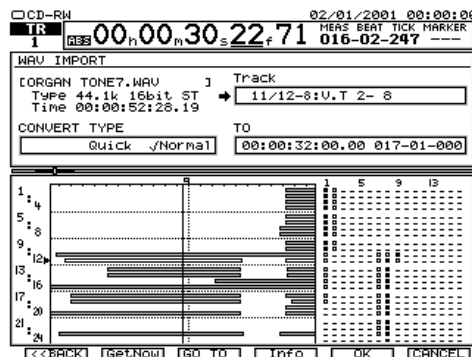 CD-RW 02/01/2001 00:00:00
TR 1 ABS 00h00m30s22f71 MEAS BEAT TICK MARKER
016-02-247 ---
WAV IMPORT
[ORGAN TONE7.WAV ] Track
Type 44.1k 16bit ST 11/12-8:V.T 2- 8
Time 00:00:52:28.19
CONVERT TYPE TO
Quick ✓Normal 00:00:32:00.00 017-01-000
1 5 9 13
1
4
5
8
9
12
13
16
17
20
21
24
<<BACK GetNow GO TO Info OK CANCEL